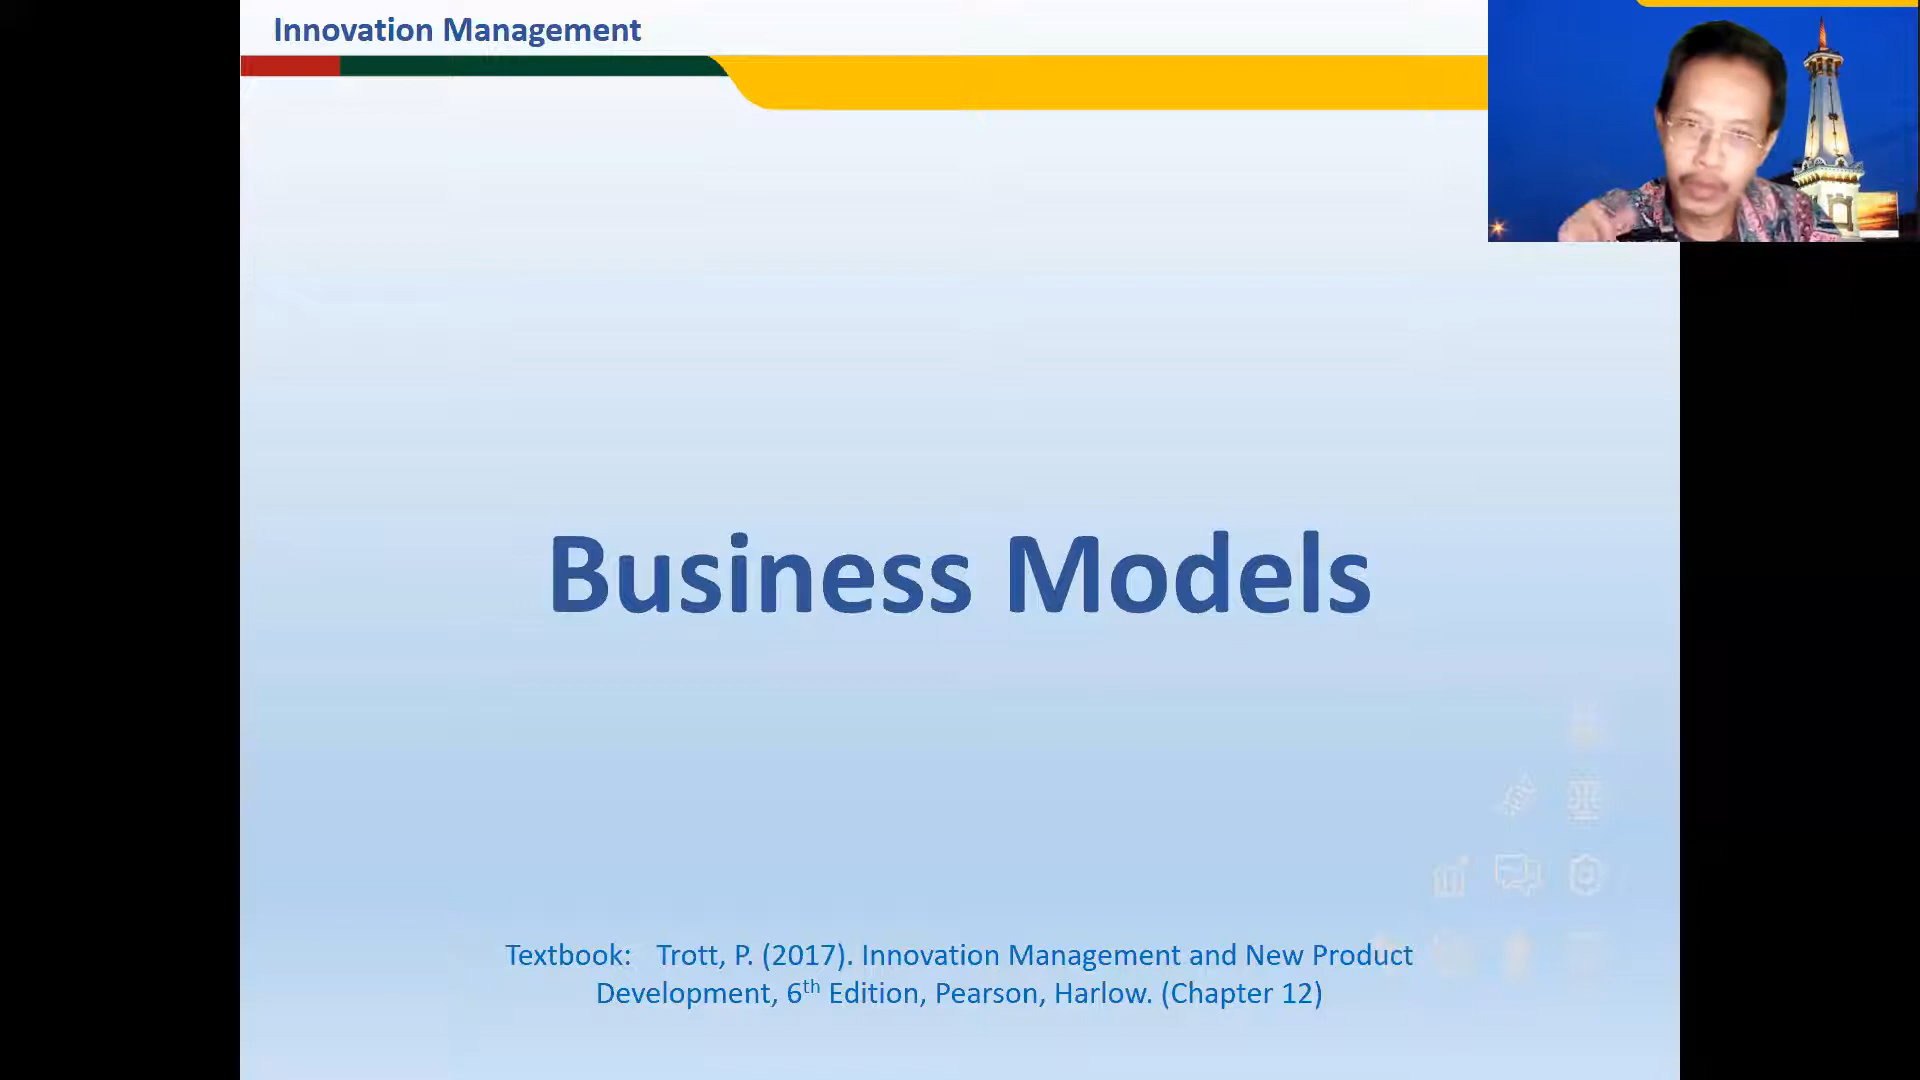 Innovation Management
Business Models
Textbook: Trott, P. (2017). Innovation Management and New Product
Development, 6th Edition, Pearson, Harlow. (Chapter 12)